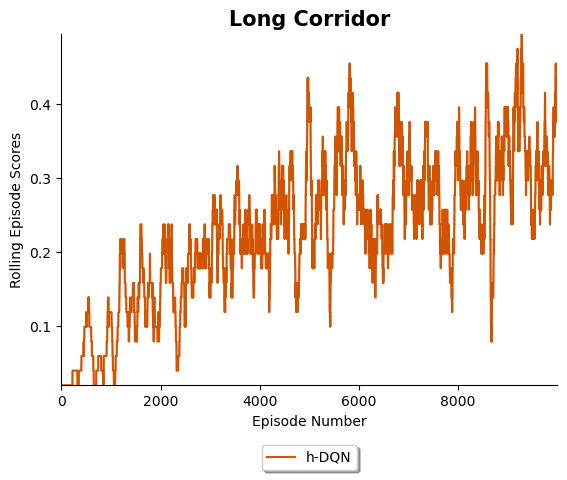 Long Corridor
Rolling Episode Scores
0.4
0.3
0.2
0.1
0 2000 4000 6000 8000
Episode Number
h-DQN